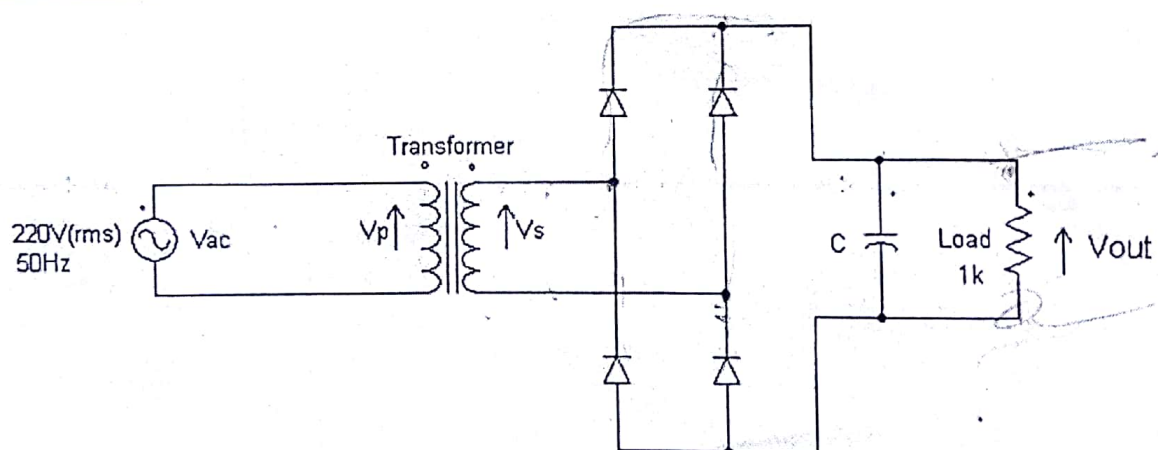 Transformer
220V(rms)
50Hz
Vac
Vp
Vs
C
Load
1k
Vout